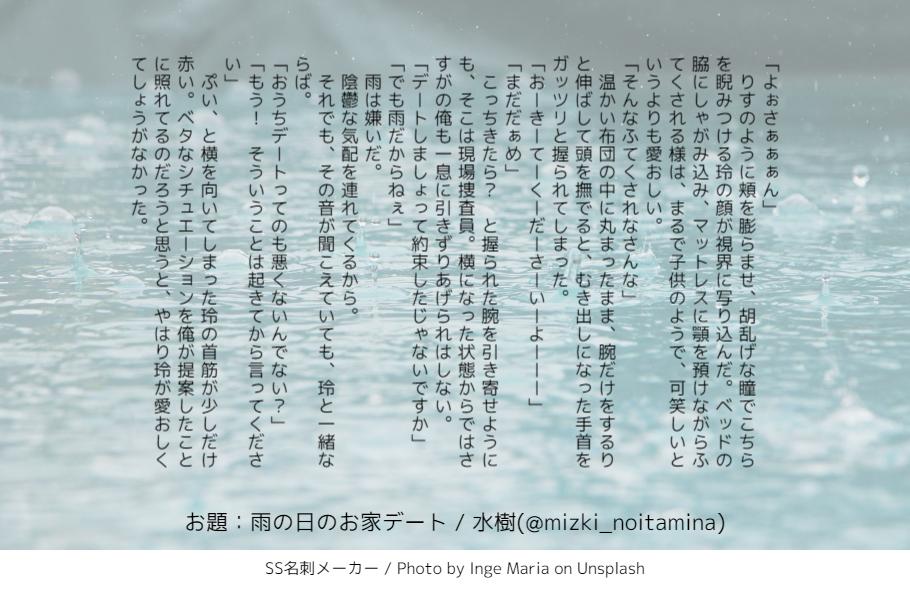 「よぉさぁぁぁん」
　りすのように頬を膨らませ、胡乱げな瞳でこちら
を睨みつける玲の顔が視界に写り込んだ。ベッドの
脇にしゃがみ込み、マットレスに顎を預けながらふ
てくされる様は、まるで子供のようで、可笑しいと
いうよりも愛おしい。
「そんなふてくされなさんな」
　温かい布団の中に丸まったまま、腕だけをするり
と伸ばして頭を撫でると、むき出しになった手首を
ガッツリと握られてしまった。
「おーきーてーくーだーさーいーよーーー」
「まだだぁめ」
　こっちきたら？　と握られた腕を引き寄せように
も、そこは現場捜査員。横になった状態からではさ
すがの俺も一息に引きずりあげられはしない。
「デートしましょって約束したじゃないですか」
「でも雨だからねぇ」
　雨は嫌いだ。
　陰鬱な気配を連れてくるから。
　それでも、その音が聞こえていても、玲と一緒な
らば。
「おうちデートってのも悪くないんでない？」
「もう！　そういうことは起きてから言ってくださ
い」
　ぷい、と横を向いてしまった玲の首筋が少しだけ
赤い。ベタなシチュエーションを俺が提案したこと
に照れてるのだろうと思うと、やはり玲が愛おしく
てしょうがなかった。
お題：雨の日のお家デート / 水樹(@mizki_noitamina)
SS名刺メーカー / Photo by Inge Maria on Unsplash